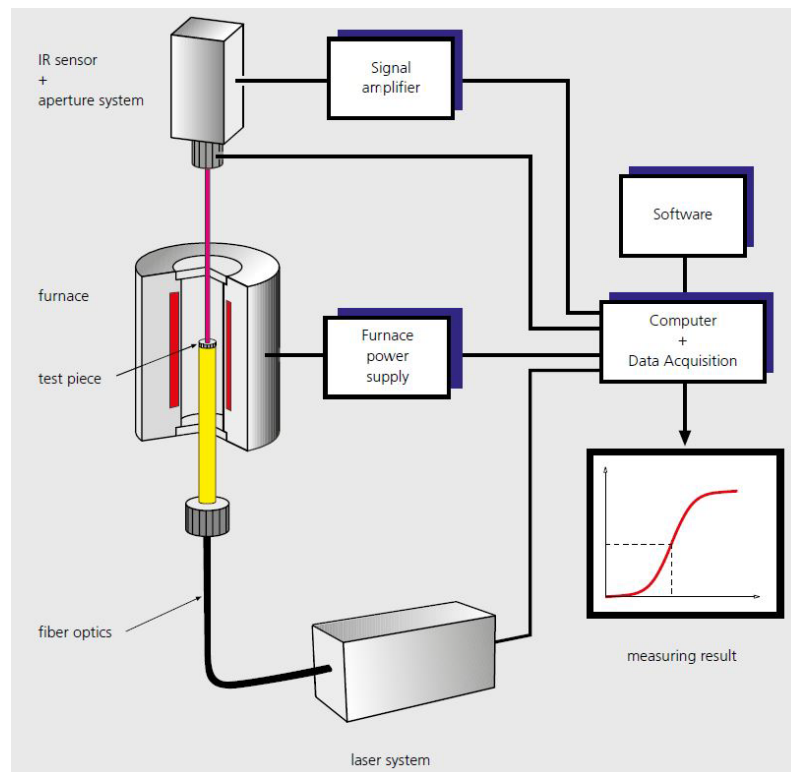 IR sensor
+
aperture system
Signal
amplifier
Software
furnace
Furnace
power
supply
Computer
+
Data Acquisition
test piece
fiber optics
measuring result
laser system